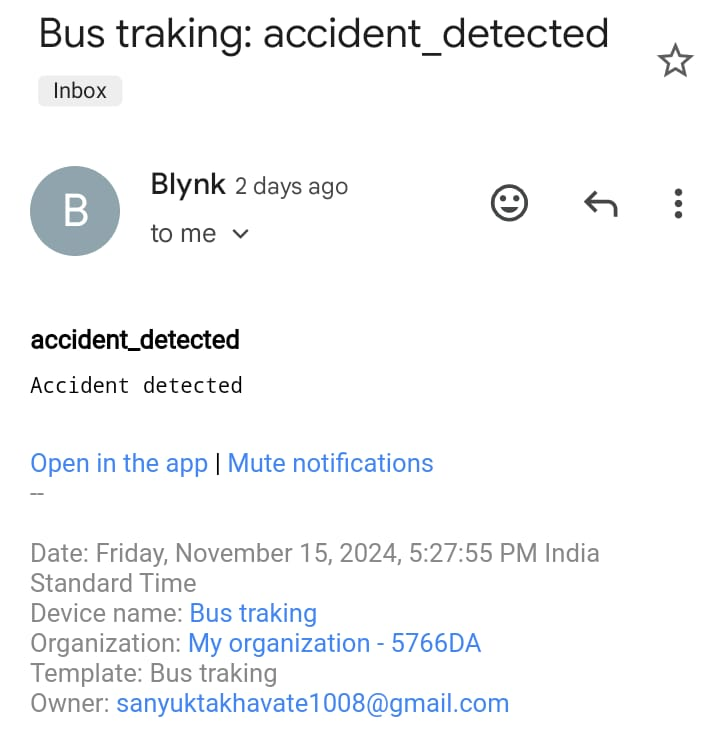 Bus traking: accident_detected
Inbox
B
Blynk 2 days ago
to me
accident_detected
Accident detected
Open in the app | Mute notifications
--
Date: Friday, November 15, 2024, 5:27:55 PM India
Standard Time
Device name: Bus traking
Organization: My organization - 5766DA
Template: Bus traking
Owner: sanyuktakhavate1008@gmail.com